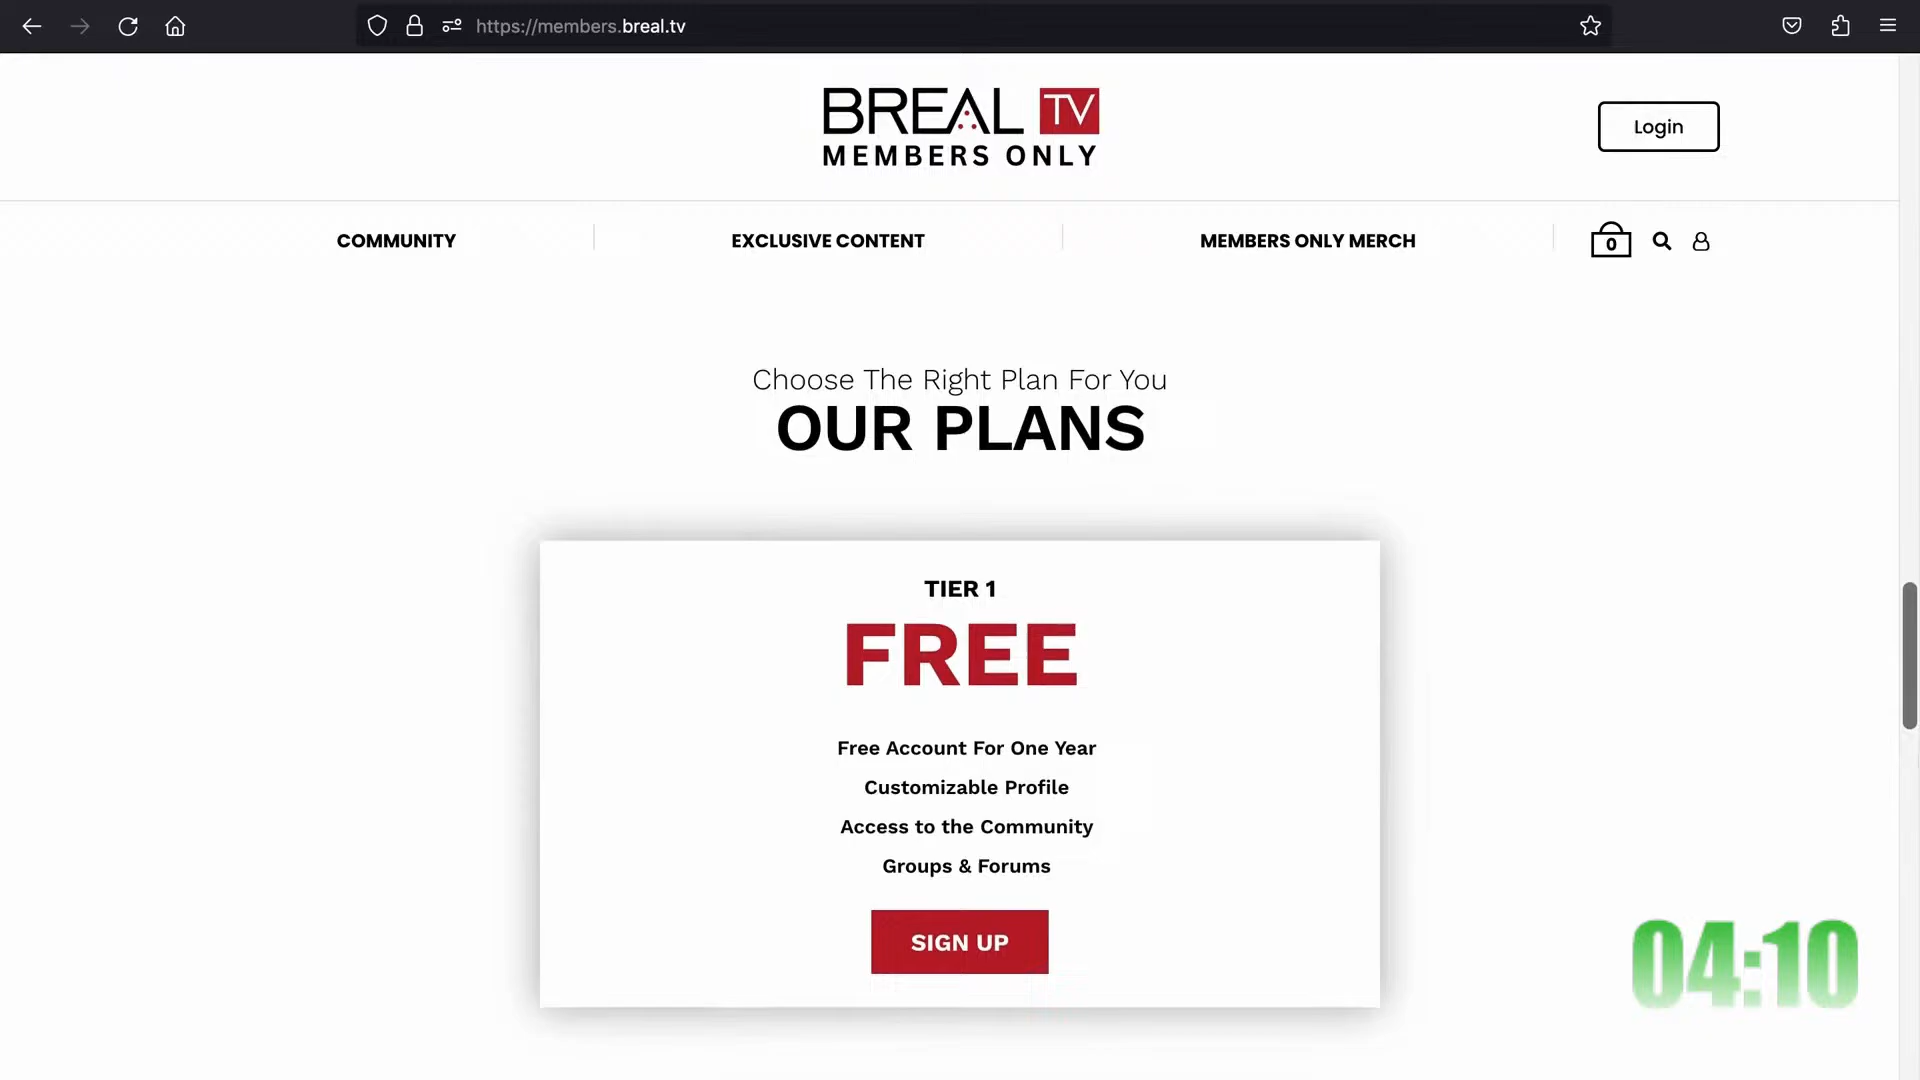 https://members.breal.tv
BREAL TV
MEMBERS ONLY
Login
COMMUNITY
EXCLUSIVE CONTENT
MEMBERS ONLY MERCH
0
Choose The Right Plan For You
OUR PLANS
TIER 1
FREE
Free Account For One Year
Customizable Profile
Access to the Community
Groups & Forums
SIGN UP
04:10